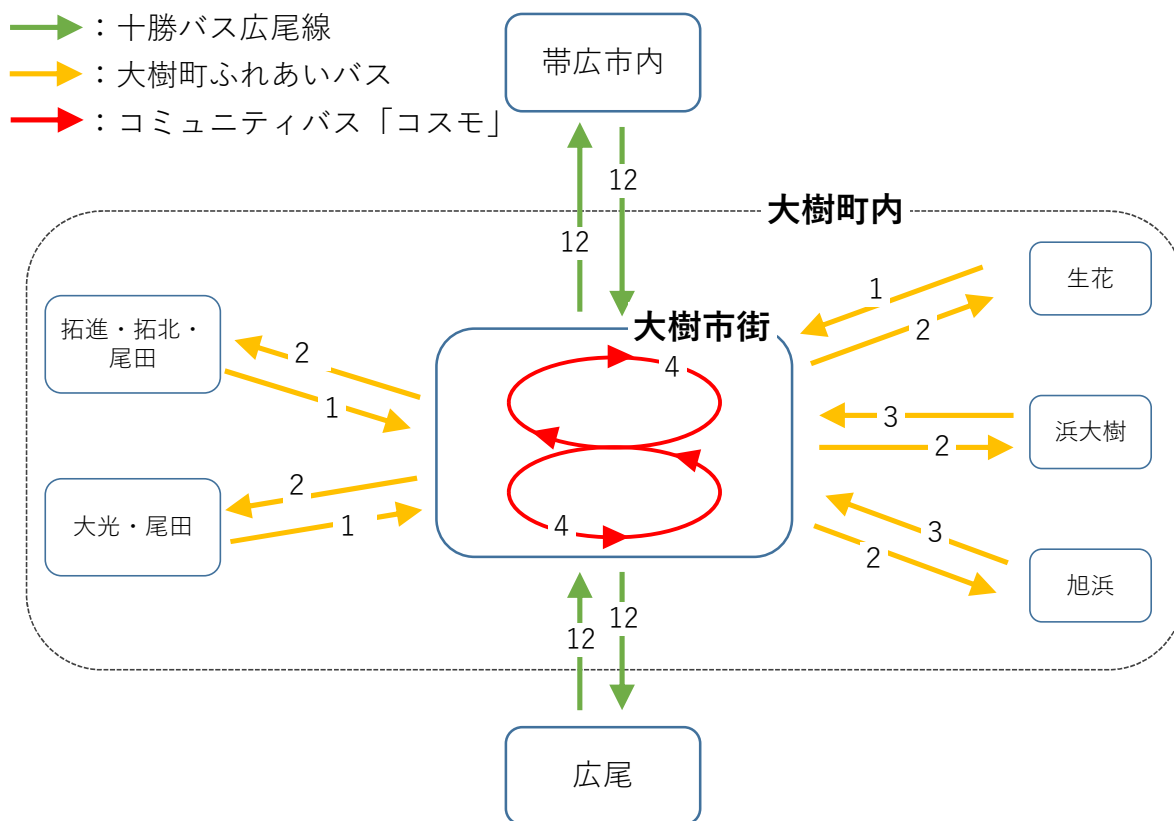 ：十勝バス広尾線
：大樹町ふれあいバス
：コミュニティバス「コスモ」
帯広市内
12
12
大樹町内
生花
1
2
大樹市街
4
4
拓進・拓北・
尾田
2
1
浜大樹
3
2
大光・尾田
2
1
旭浜
3
2
12
12
広尾